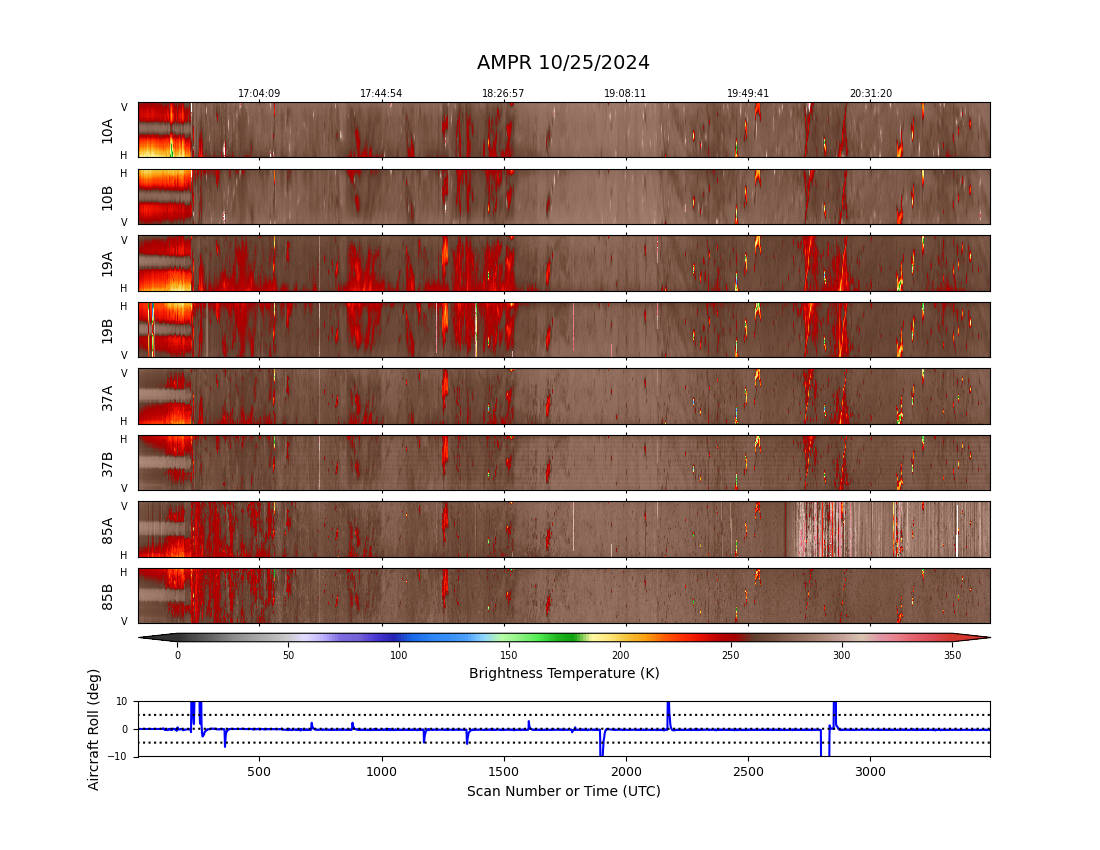 AMPR 10/25/2024
17:04:09 17:44:54 18:26:57 19:08:11 19:49:41 20:31:20
V
10A
H
H
10B
V
V
19A
H
H
19B
V
V
37A
H
H
37B
V
V
85A
H
H
85B
V
0 50 100 150 200 250 300 350
Brightness Temperature (K)
Aircraft Roll (deg)
10
0
−10
500 1000 1500 2000 2500 3000
Scan Number or Time (UTC)